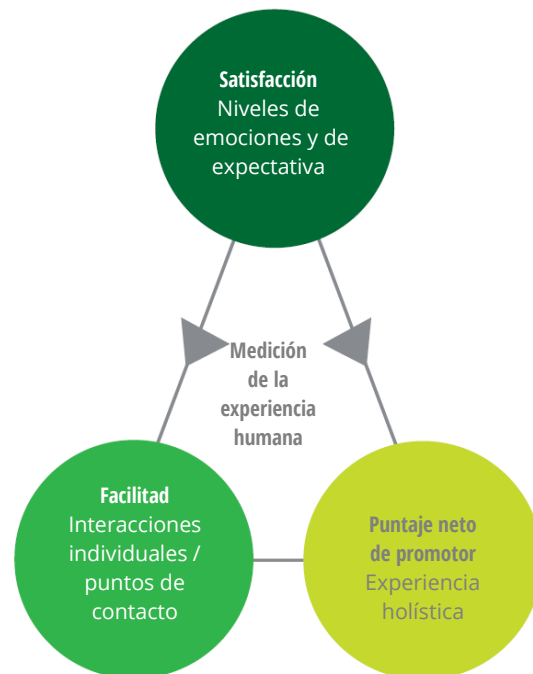 Satisfacción
Niveles de
emociones y de
expectativa
Medición
de la
experiencia
humana
Facilitad
Interacciones
individuales /
puntos de
contacto
Puntaje neto
de promotor
Experiencia
holística